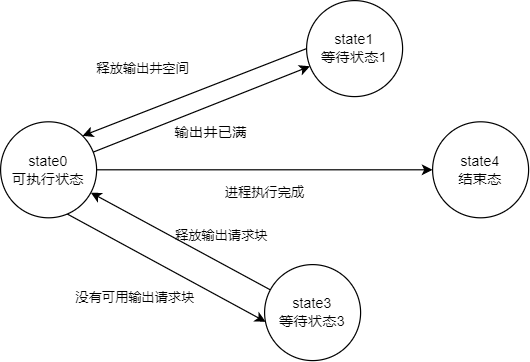 state1
等待状态1
释放输出井空间
输出井已满
state0
可执行状态
state4
结束态
进程执行完成
释放输出请求块
没有可用输出请求块
state3
等待状态3